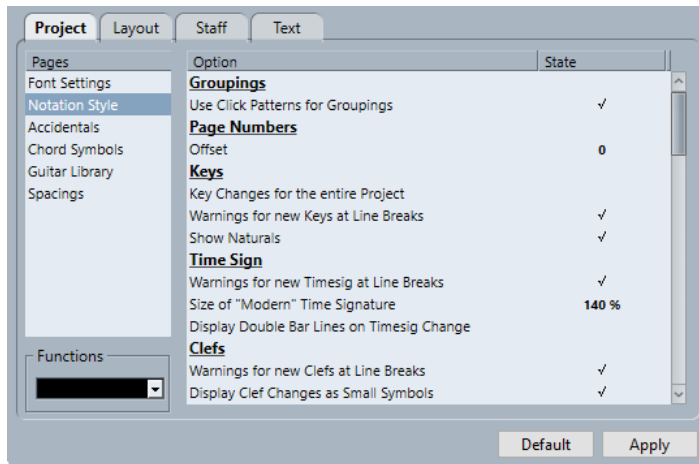 Project Layout Staff Text
Pages
Font Settings
Notation Style
Accidentals
Chord Symbols
Guitar Library
Spacings
Functions
Option State
Groupings
Use Click Patterns for Groupings ✓
Page Numbers
Offset 0
Keys
Key Changes for the entire Project
Warnings for new Keys at Line Breaks ✓
Show Naturals ✓
Time Sign
Warnings for new Timesig at Line Breaks ✓
Size of "Modern" Time Signature 140 %
Display Double Bar Lines on Timesig Change
Clefs
Warnings for new Clefs at Line Breaks ✓
Display Clef Changes as Small Symbols ✓
Default Apply